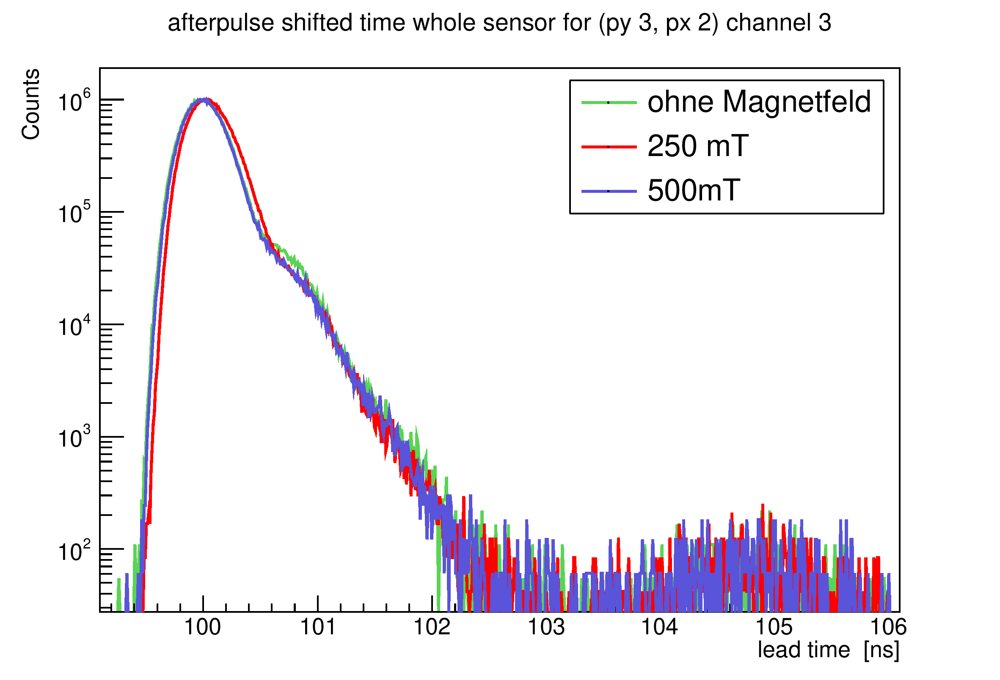 afterpulse shifted time whole sensor for (py 3, px 2) channel 3
Counts
ohne Magnetfeld
250 mT
500mT
10^6
10^5
10^4
10^3
10^2
100 101 102 103 104 105 106
lead time [ns]